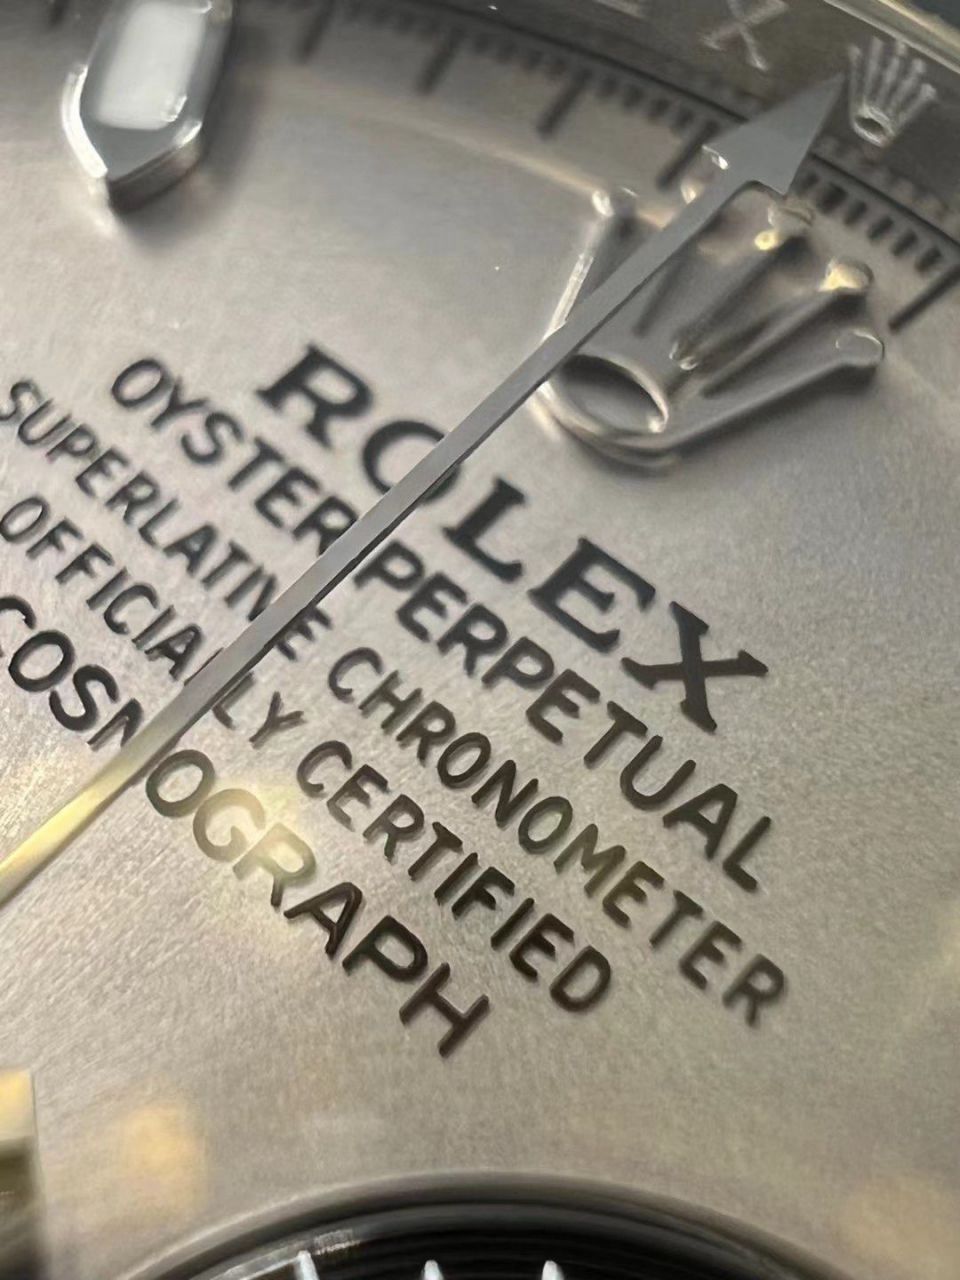 ROLEX
OYSTER PERPETUAL
SUPERLATIVE CHRONOMETER
OFFICIALLY CERTIFIED
COSMOGRAPH